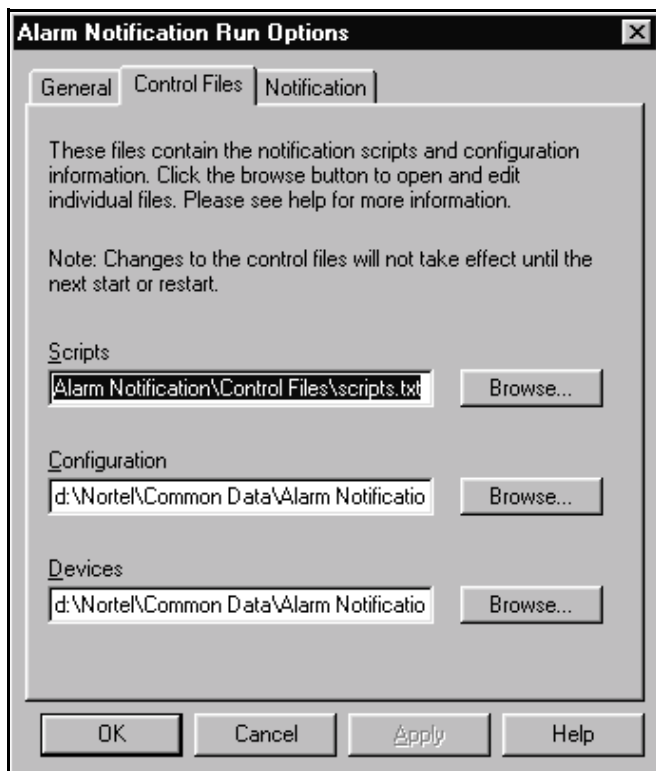 Alarm Notification Run Options
General Control Files Notification
These files contain the notification scripts and configuration
information. Click the browse button to open and edit
individual files. Please see help for more information.
Note: Changes to the control files will not take effect until the
next start or restart.
Scripts
Alarm Notification\Control Files\scripts.txt Browse...
Configuration
d:\Nortel\Common Data\Alarm Notificatio Browse...
Devices
d:\Nortel\Common Data\Alarm Notificatio Browse...
OK Cancel Apply Help